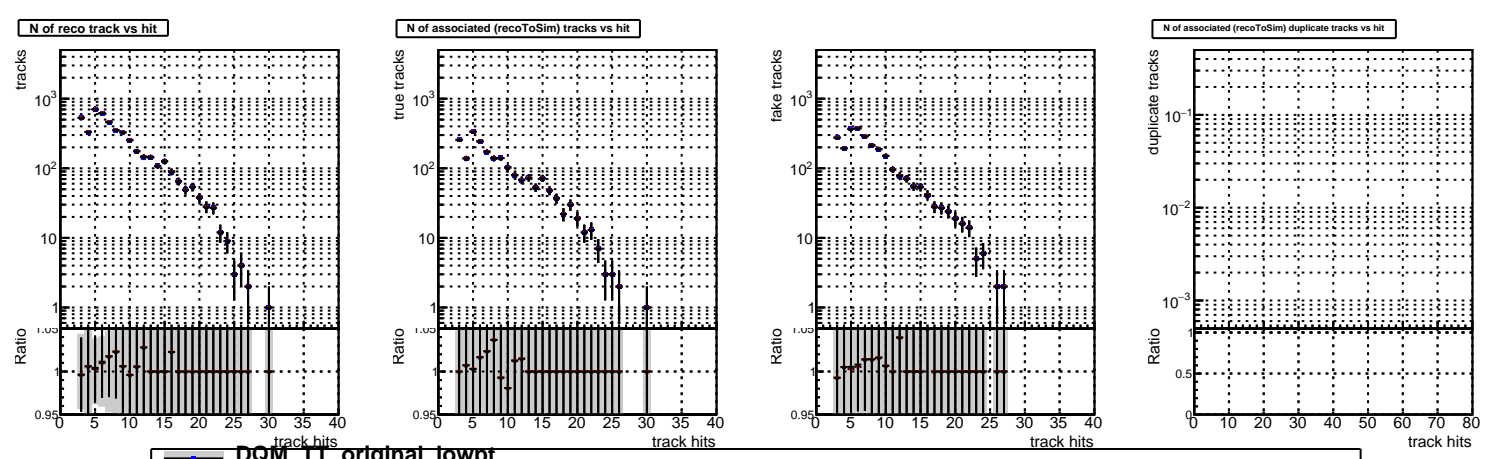 N of reco track vs hit
tracks
10³
10²
10
1
1.05
Ratio
1
0.95
0 5 10 15 20 25 30 35 40
track hits
N of associated (recoToSim) tracks vs hit
true tracks
10³
10²
10
1
1.05
Ratio
1
0.95
0 5 10 15 20 25 30 35 40
track hits
fake tracks
10³
10²
10
1
1.05
Ratio
1
0.95
0 5 10 15 20 25 30 35 40
track hits
N of associated (recoToSim) duplicate tracks vs hit
duplicate tracks
10⁻¹
10⁻²
10⁻³
Ratio
1
0.5
0
0 10 20 30 40 50 60 70 80
track hits
DQM_TT_original_lowpt